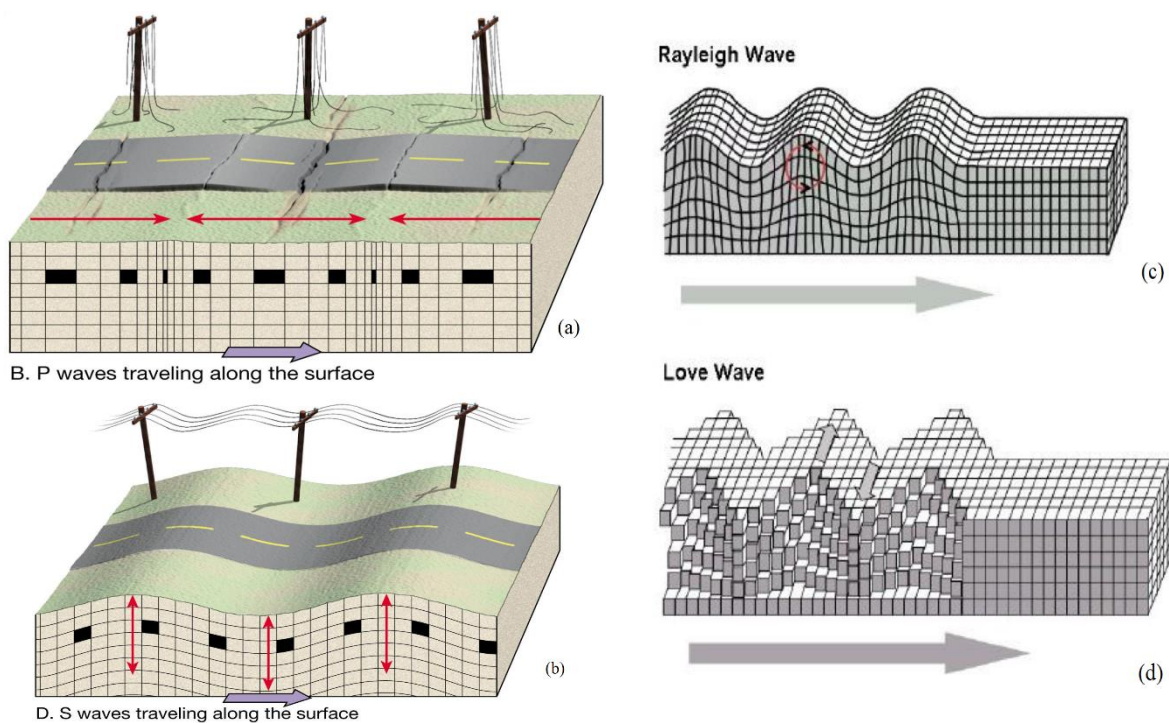 (a)
B. P waves traveling along the surface
(b)
D. S waves traveling along the surface
Rayleigh Wave
(c)
Love Wave
(d)